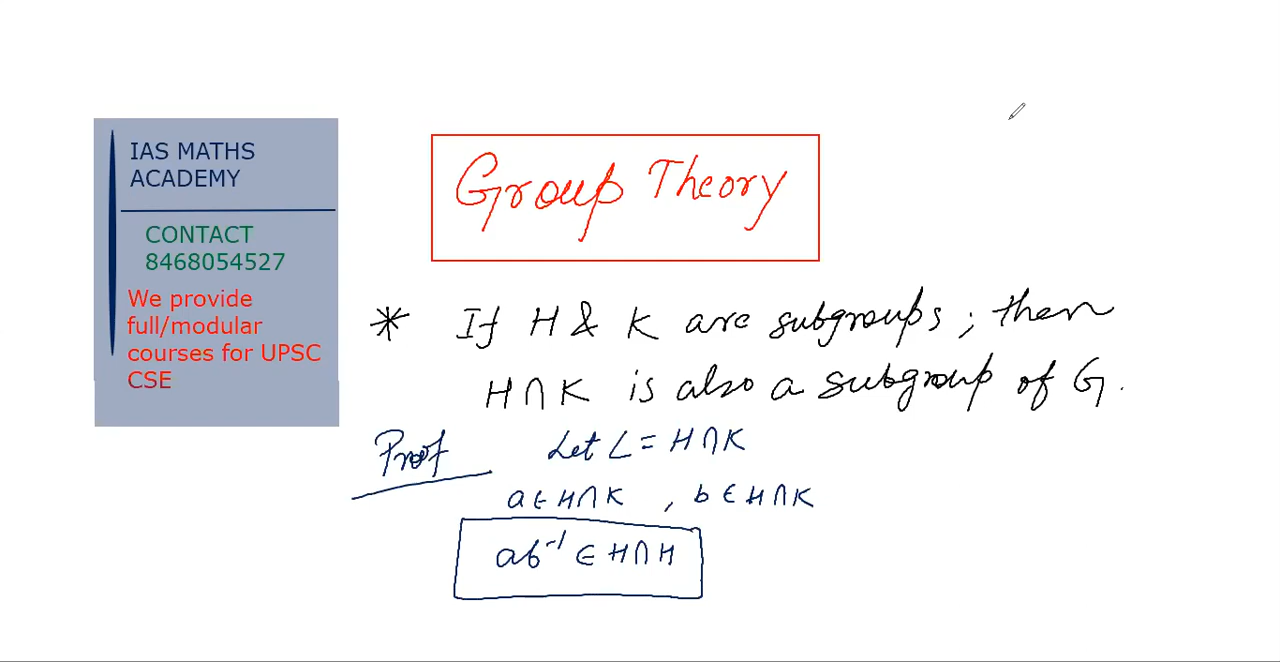 IAS MATHS
ACADEMY
CONTACT
8468054527
We provide
full/modular
courses for UPSC
CSE
Group Theory
* If H & K are subgroups; then
H∩K is also a subgroup of G.
Proof Let L = H∩K
a∈H∩K , b∈H∩K
ab⁻¹ ∈ H∩H